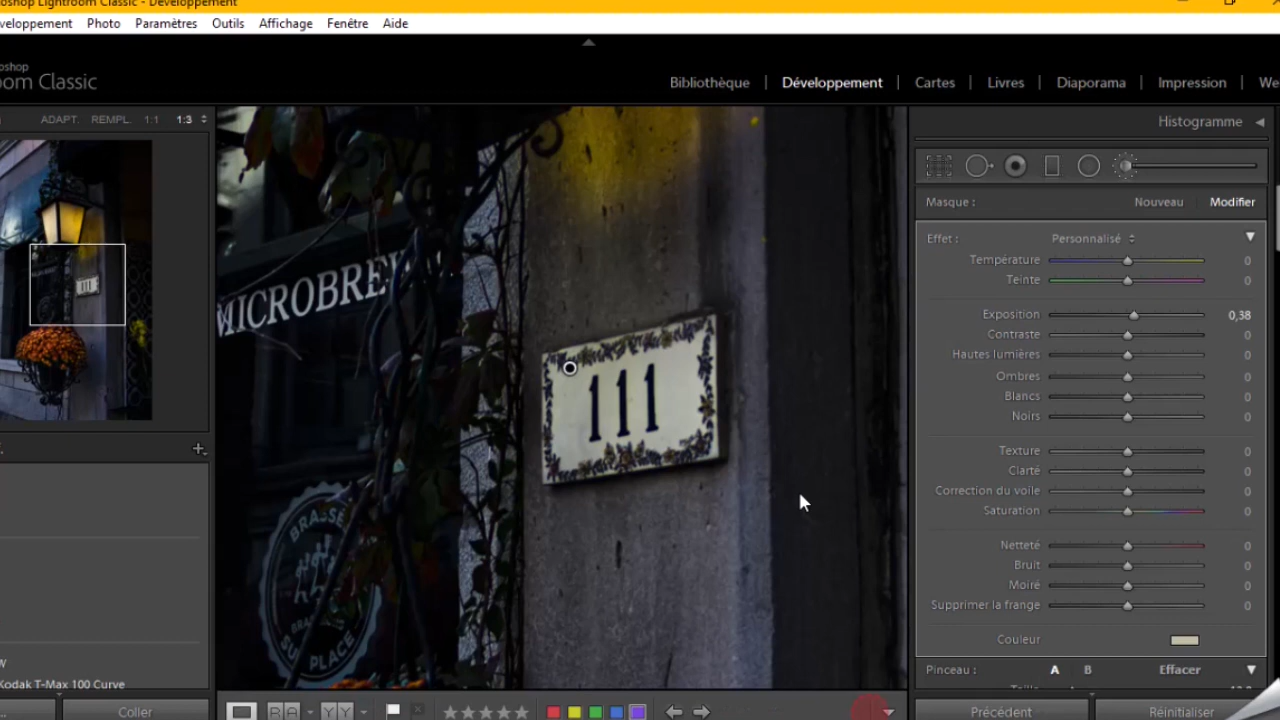 oshop Lightroom Classic - Développement
veloppement Photo Paramètres Outils Affichage Fenêtre Aide
oshop
om Classic
Bibliothèque | Développement | Cartes | Livres | Diaporama | Impression | We
ADAPT. REMPL. 1:1 1:3
Histogramme
Masque : Nouveau Modifier
Effet : Personnalisé
Température 0
Teinte 0
Exposition 0,38
Contraste 0
Hautes lumières 0
Ombres 0
Blancs 0
Noirs 0
Texture 0
Clarté 0
Correction du voile 0
Saturation 0
Netteté 0
Bruit 0
Moiré 0
Supprimer la frange 0
Couleur
Pinceau : A B Effacer
MICROBRE
111
BRASSÉ
SUR PLACE
W
Kodak T-Max 100 Curve
... Coller
R A Y Y
Précédent Réinitialiser